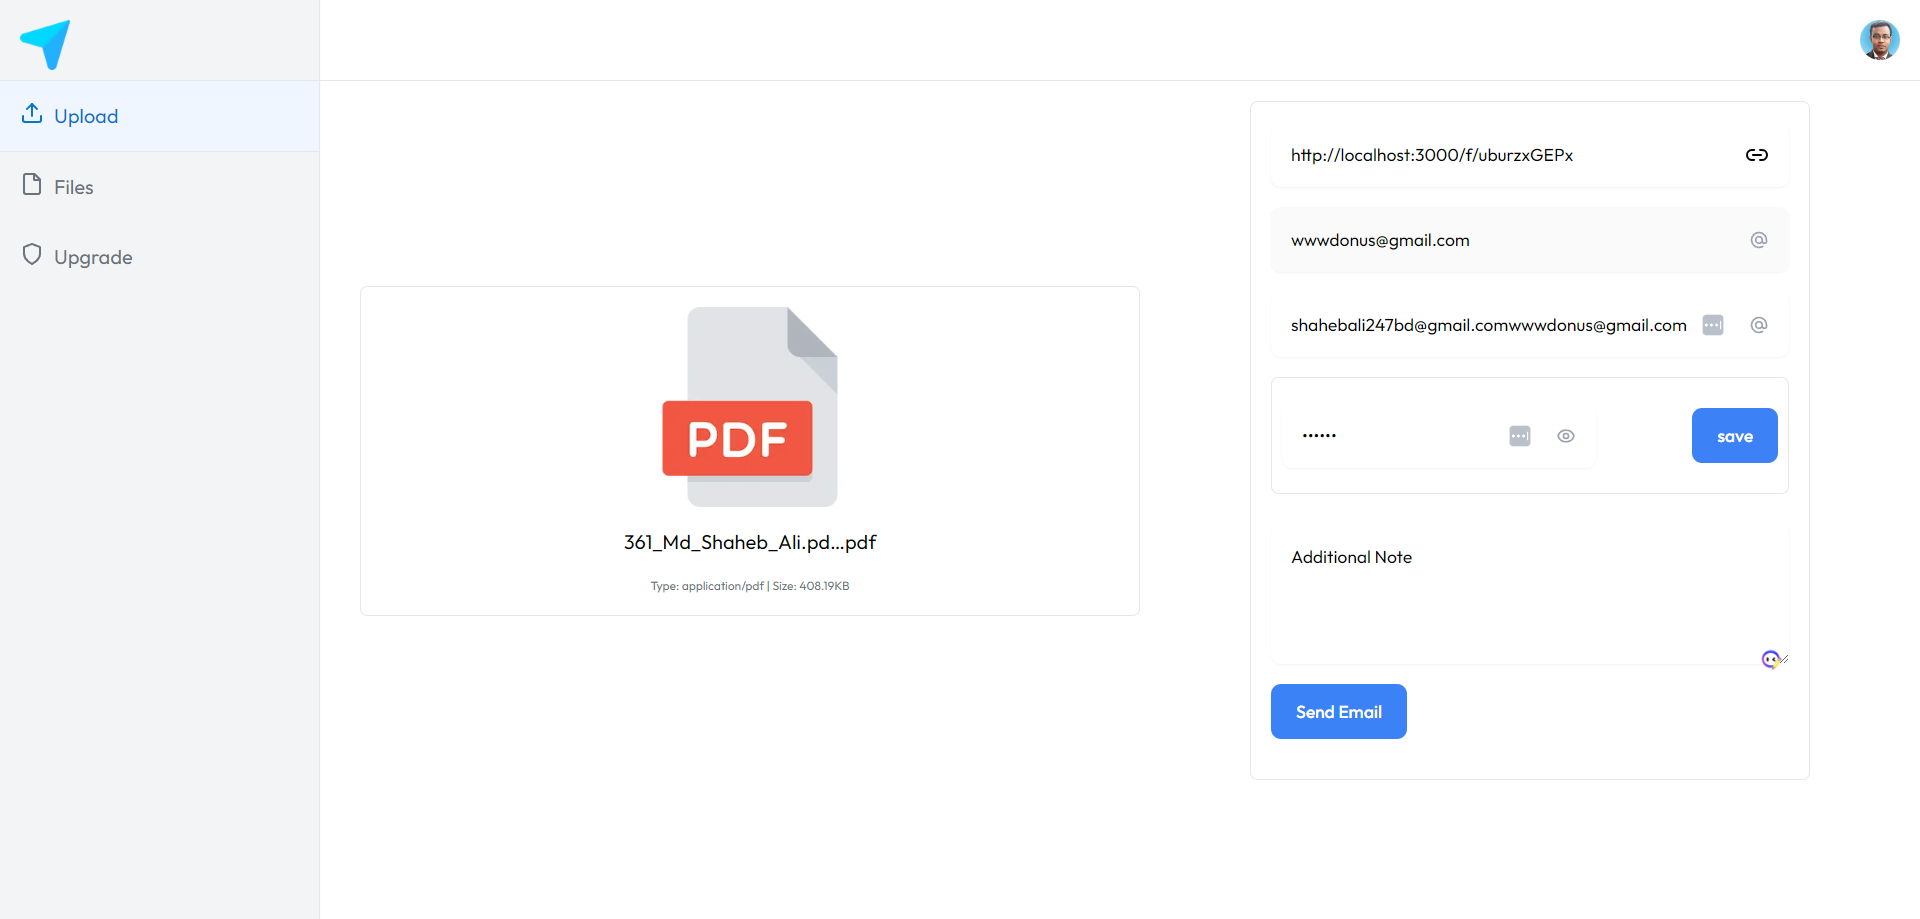 Upload
Files
Upgrade
PDF
361_Md_Shaheb_Ali.pd...pdf
Type: application/pdf | Size: 408.19KB
http://localhost:3000/f/uburzxGEPx
wwwdonus@gmail.com
@
shahebali247bd@gmail.comwwwdonus@gmail.com
@
••••••
save
Additional Note
Send Email